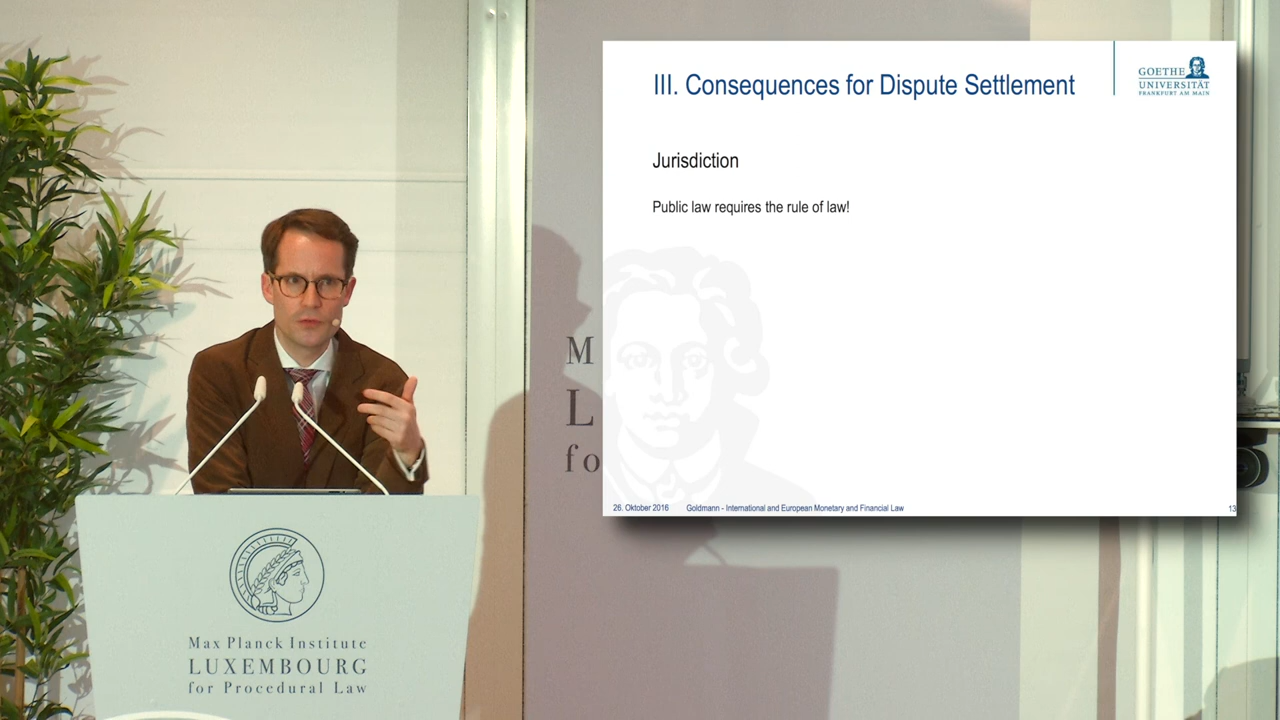 III. Consequences for Dispute Settlement
GOETHE
UNIVERSITÄT
FRANKFURT AM MAIN
Jurisdiction
Public law requires the rule of law!
26. Oktober 2016 Goldmann - International and European Monetary and Financial Law 13
M
L
fo
Max Planck Institute
LUXEMBOURG
for Procedural Law